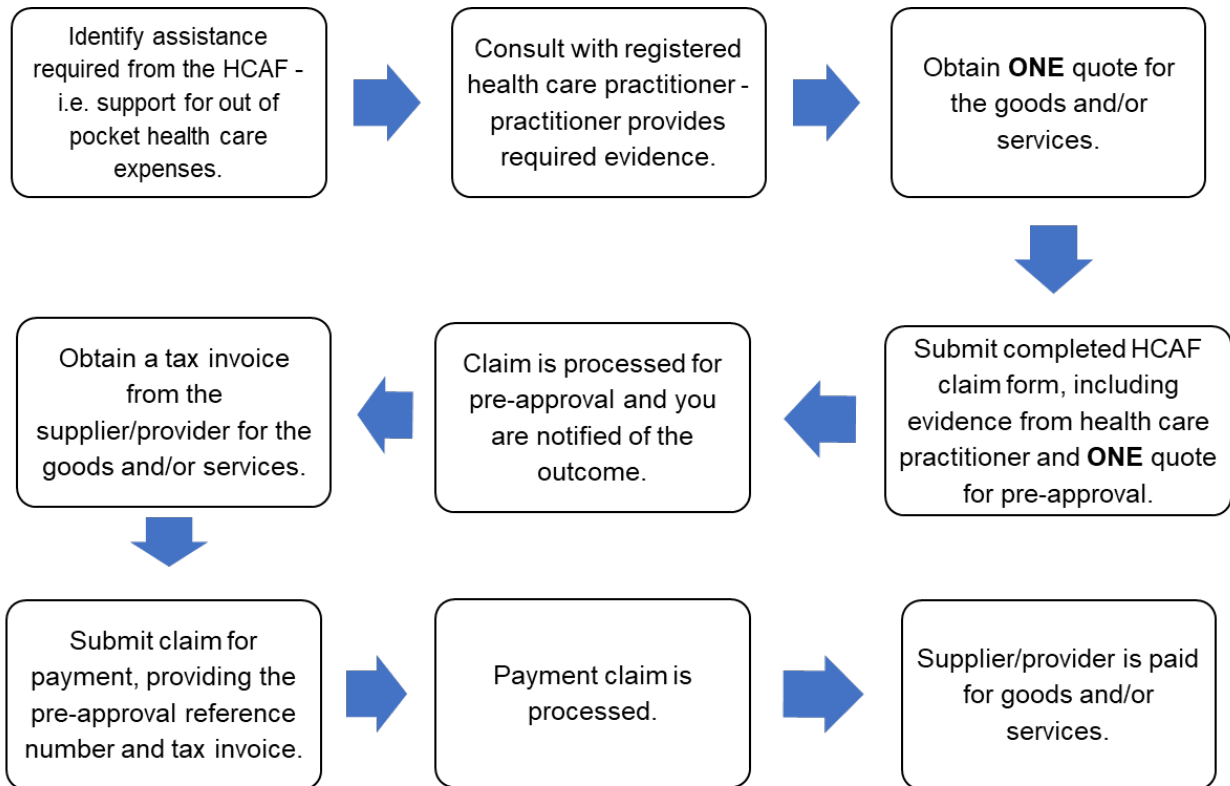 Identify assistance
required from the HCAF -
i.e. support for out of
pocket health care
expenses.
Consult with registered
health care practitioner -
practitioner provides
required evidence.
Obtain ONE quote for
the goods and/or
services.
Submit completed HCAF
claim form, including
evidence from health care
practitioner and ONE quote
for pre-approval.
Claim is processed for
pre-approval and you
are notified of the
outcome.
Obtain a tax invoice
from the
supplier/provider for the
goods and/or services.
Submit claim for
payment, providing the
pre-approval reference
number and tax invoice.
Payment claim is
processed.
Supplier/provider is paid
for goods and/or
services.